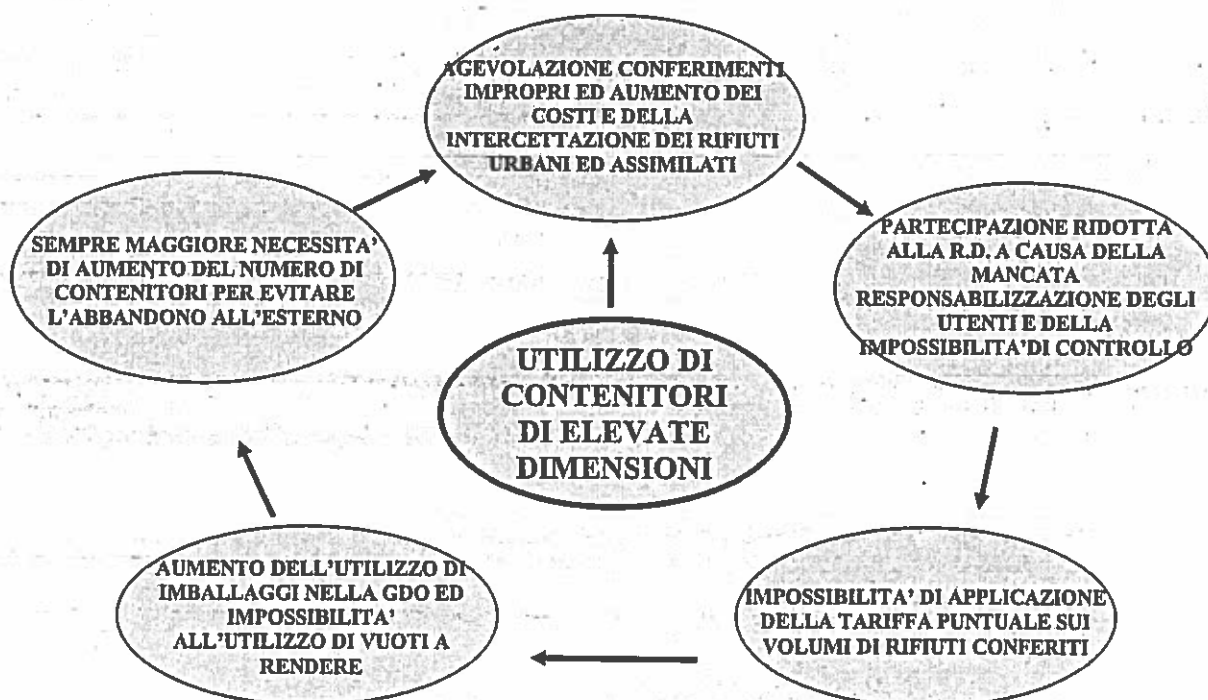 AGEVOLAZIONE CONFERIMENTI
IMPROPRI ED AUMENTO DEI
COSTI E DELLA
INTERCETTAZIONE DEI RIFIUTI
URBANI ED ASSIMILATI
PARTECIPAZIONE RIDOTTA
ALLA R.D. A CAUSA DELLA
MANCATA
RESPONSABILIZZAZIONE DEGLI
UTENTI E DELLA
IMPOSSIBILITA'DI CONTROLLO
IMPOSSIBILITA' DI APPLICAZIONE
DELLA TARIFFA PUNTUALE SUI
VOLUMI DI RIFIUTI CONFERITI
AUMENTO DELL'UTILIZZO DI
IMBALLAGGI NELLA GDO ED
IMPOSSIBILITA'
ALL'UTILIZZO DI VUOTI A
RENDERE
SEMPRE MAGGIORE NECESSITA'
DI AUMENTO DEL NUMERO DI
CONTENITORI PER EVITARE
L'ABBANDONO ALL'ESTERNO
UTILIZZO DI
CONTENITORI
DI ELEVATE
DIMENSIONI